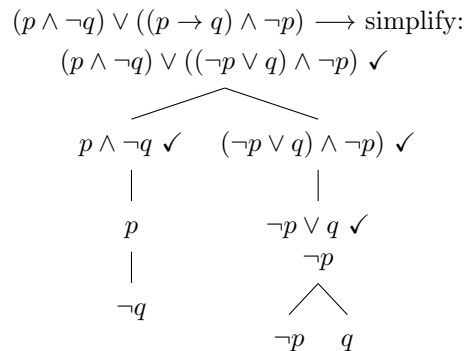 (p ∧ ¬q) ∨ ((p → q) ∧ ¬p) ⟶ simplify:
(p ∧ ¬q) ∨ ((¬p ∨ q) ∧ ¬p) ✓
p ∧ ¬q ✓ (¬p ∨ q) ∧ ¬p) ✓
p ¬p ∨ q ✓
¬p
¬q
¬p q